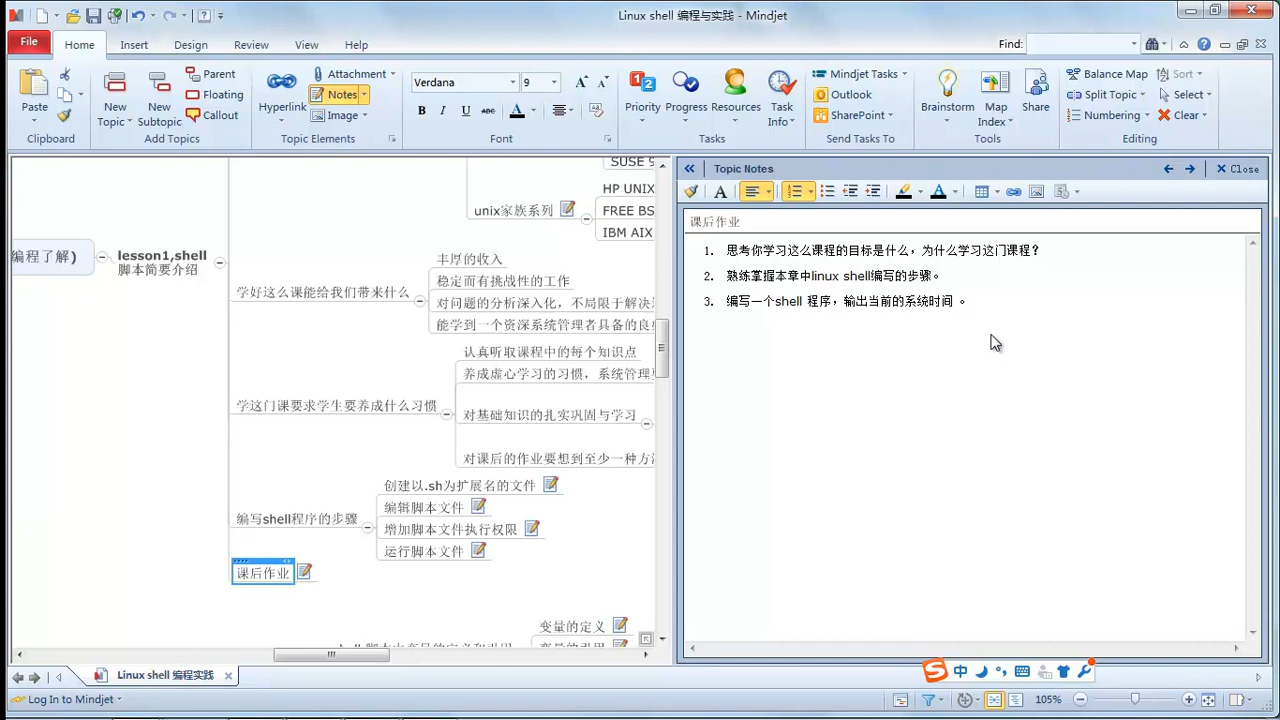 Linux shell 编程与实践 - Mindjet
File
Home
Insert
Design
Review
View
Help
Find:
Paste
Clipboard
New Topic
New Subtopic
Parent
Floating
Callout
Add Topics
Hyperlink
Attachment
Notes
Image
Topic Elements
Verdana
9
B I U abc A
Font
Priority
Progress
Resources
Task Info
Tasks
Mindjet Tasks
Outlook
SharePoint
Send Tasks To
Brainstorm
Map Index
Share
Tools
Balance Map
Split Topic
Numbering
Sort
Select
Clear
Editing
编程了解)
lesson1,shell
脚本简要介绍
SUSE 9
unix家族系列
HP UNIX
FREE BS
IBM AIX
学好这么课能给我们带来什么
丰厚的收入
稳定而有挑战性的工作
对问题的分析深入化，不局限于解决
能学到一个资深系统管理者具备的良
学这门课要求学生要养成什么习惯
认真听取课程中的每个知识点
养成虚心学习的习惯，系统管理
对基础知识的扎实巩固与学习
对课后的作业要想到至少一种方
编写shell程序的步骤
创建以.sh为扩展名的文件
编辑脚本文件
增加脚本文件执行权限
运行脚本文件
课后作业
变量的定义
Topic Notes
Close
课后作业
1. 思考你学习这么课程的目标是什么，为什么学习这门课程？
2. 熟练掌握本章中linux shell编写的步骤。
3. 编写一个shell 程序，输出当前的系统时间 。
Linux shell 编程实践
中
Log In to Mindjet
105%